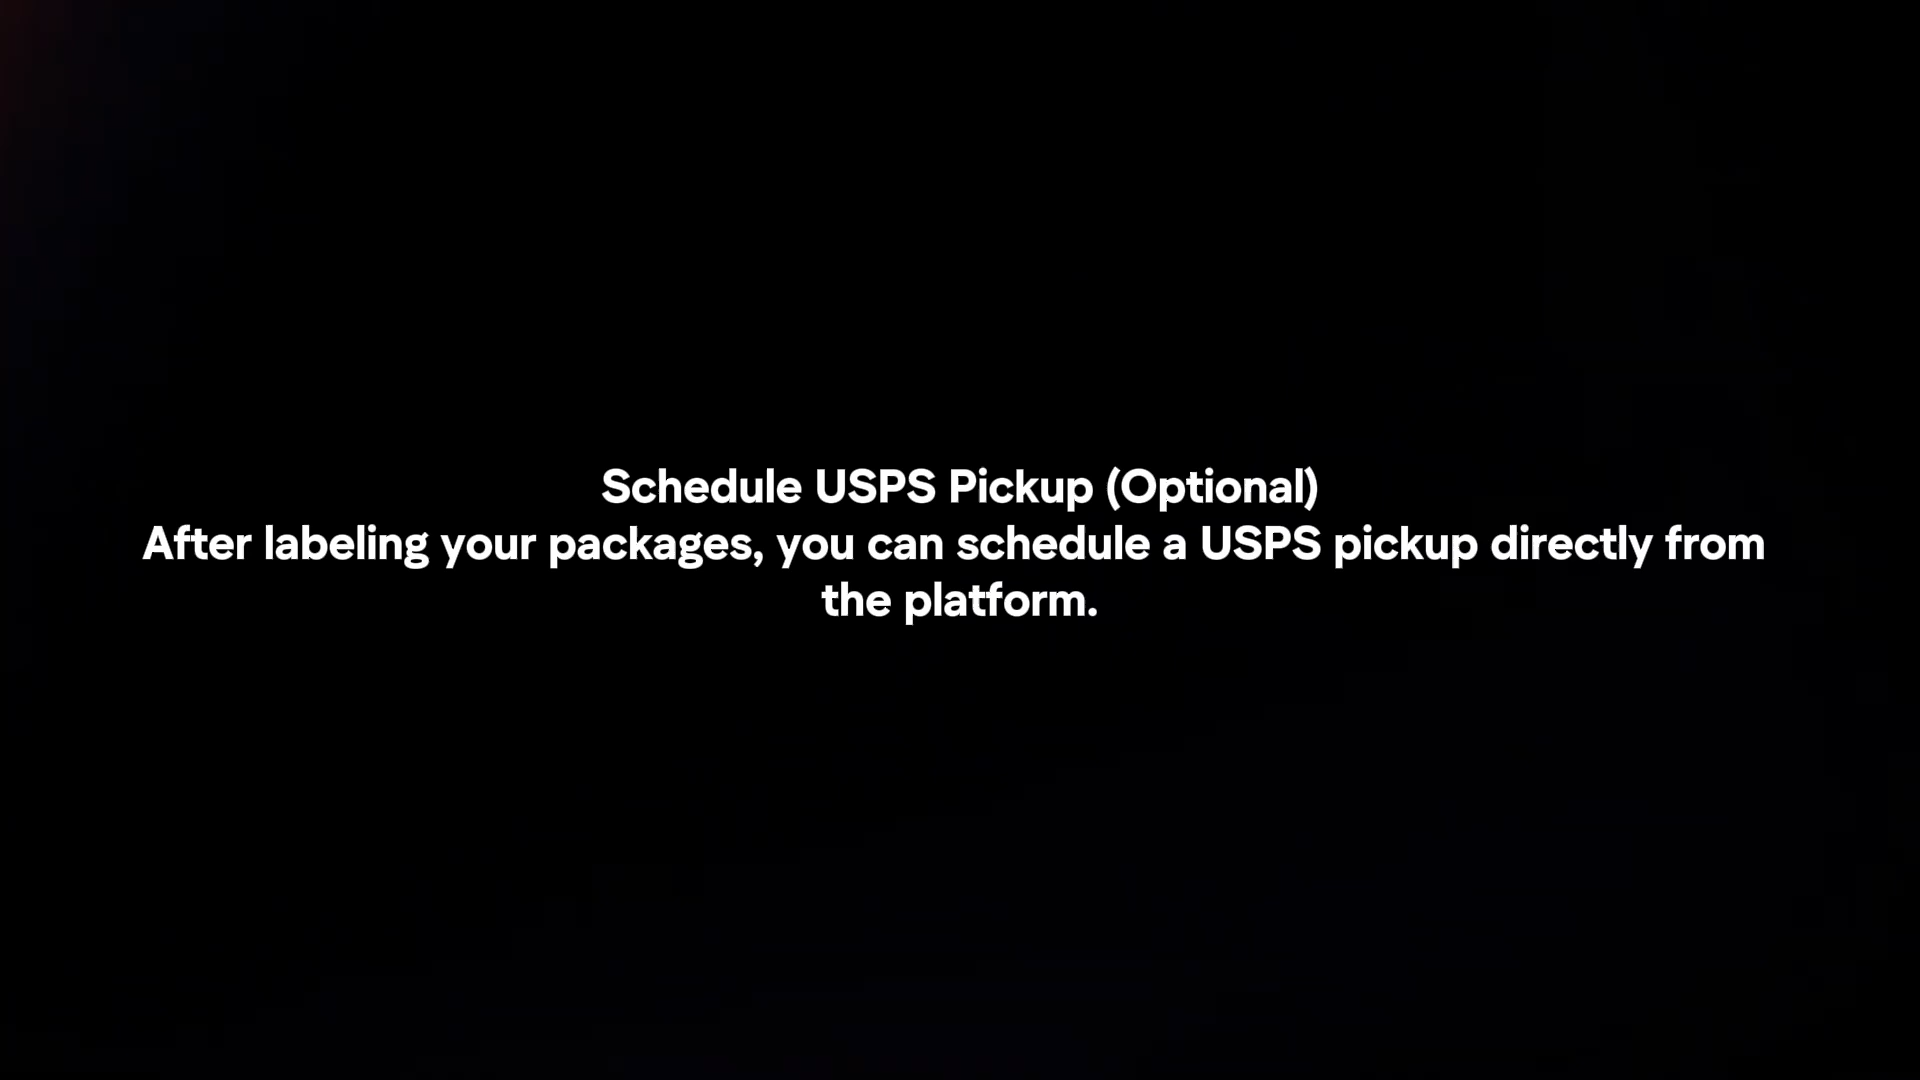 Schedule USPS Pickup (Optional)
After labeling your packages, you can schedule a USPS pickup directly from
the platform.